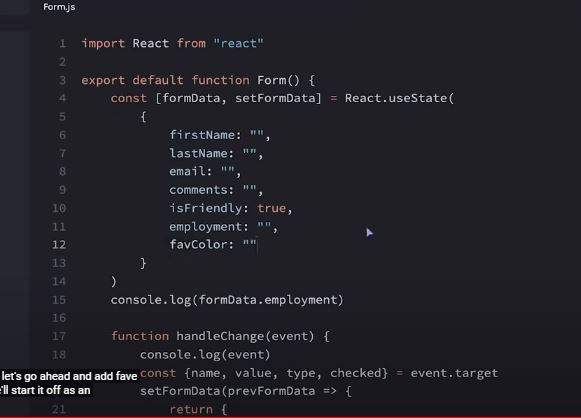 Form.js
1 import React from "react"
2
3 export default function Form() {
4 const [formData, setFormData] = React.useState(
5 {
6 firstName: "",
7 lastName: "",
8 email: "",
9 comments: "",
10 isFriendly: true,
11 employment: "",
12 favColor: ""
13 }
14 )
15 console.log(formData.employment)
16
17 function handleChange(event) {
18 console.log(event)
const {name, value, type, checked} = event.target
setFormData(prevFormData => {
21 return {
let's go ahead and add fave
'll start it off as an